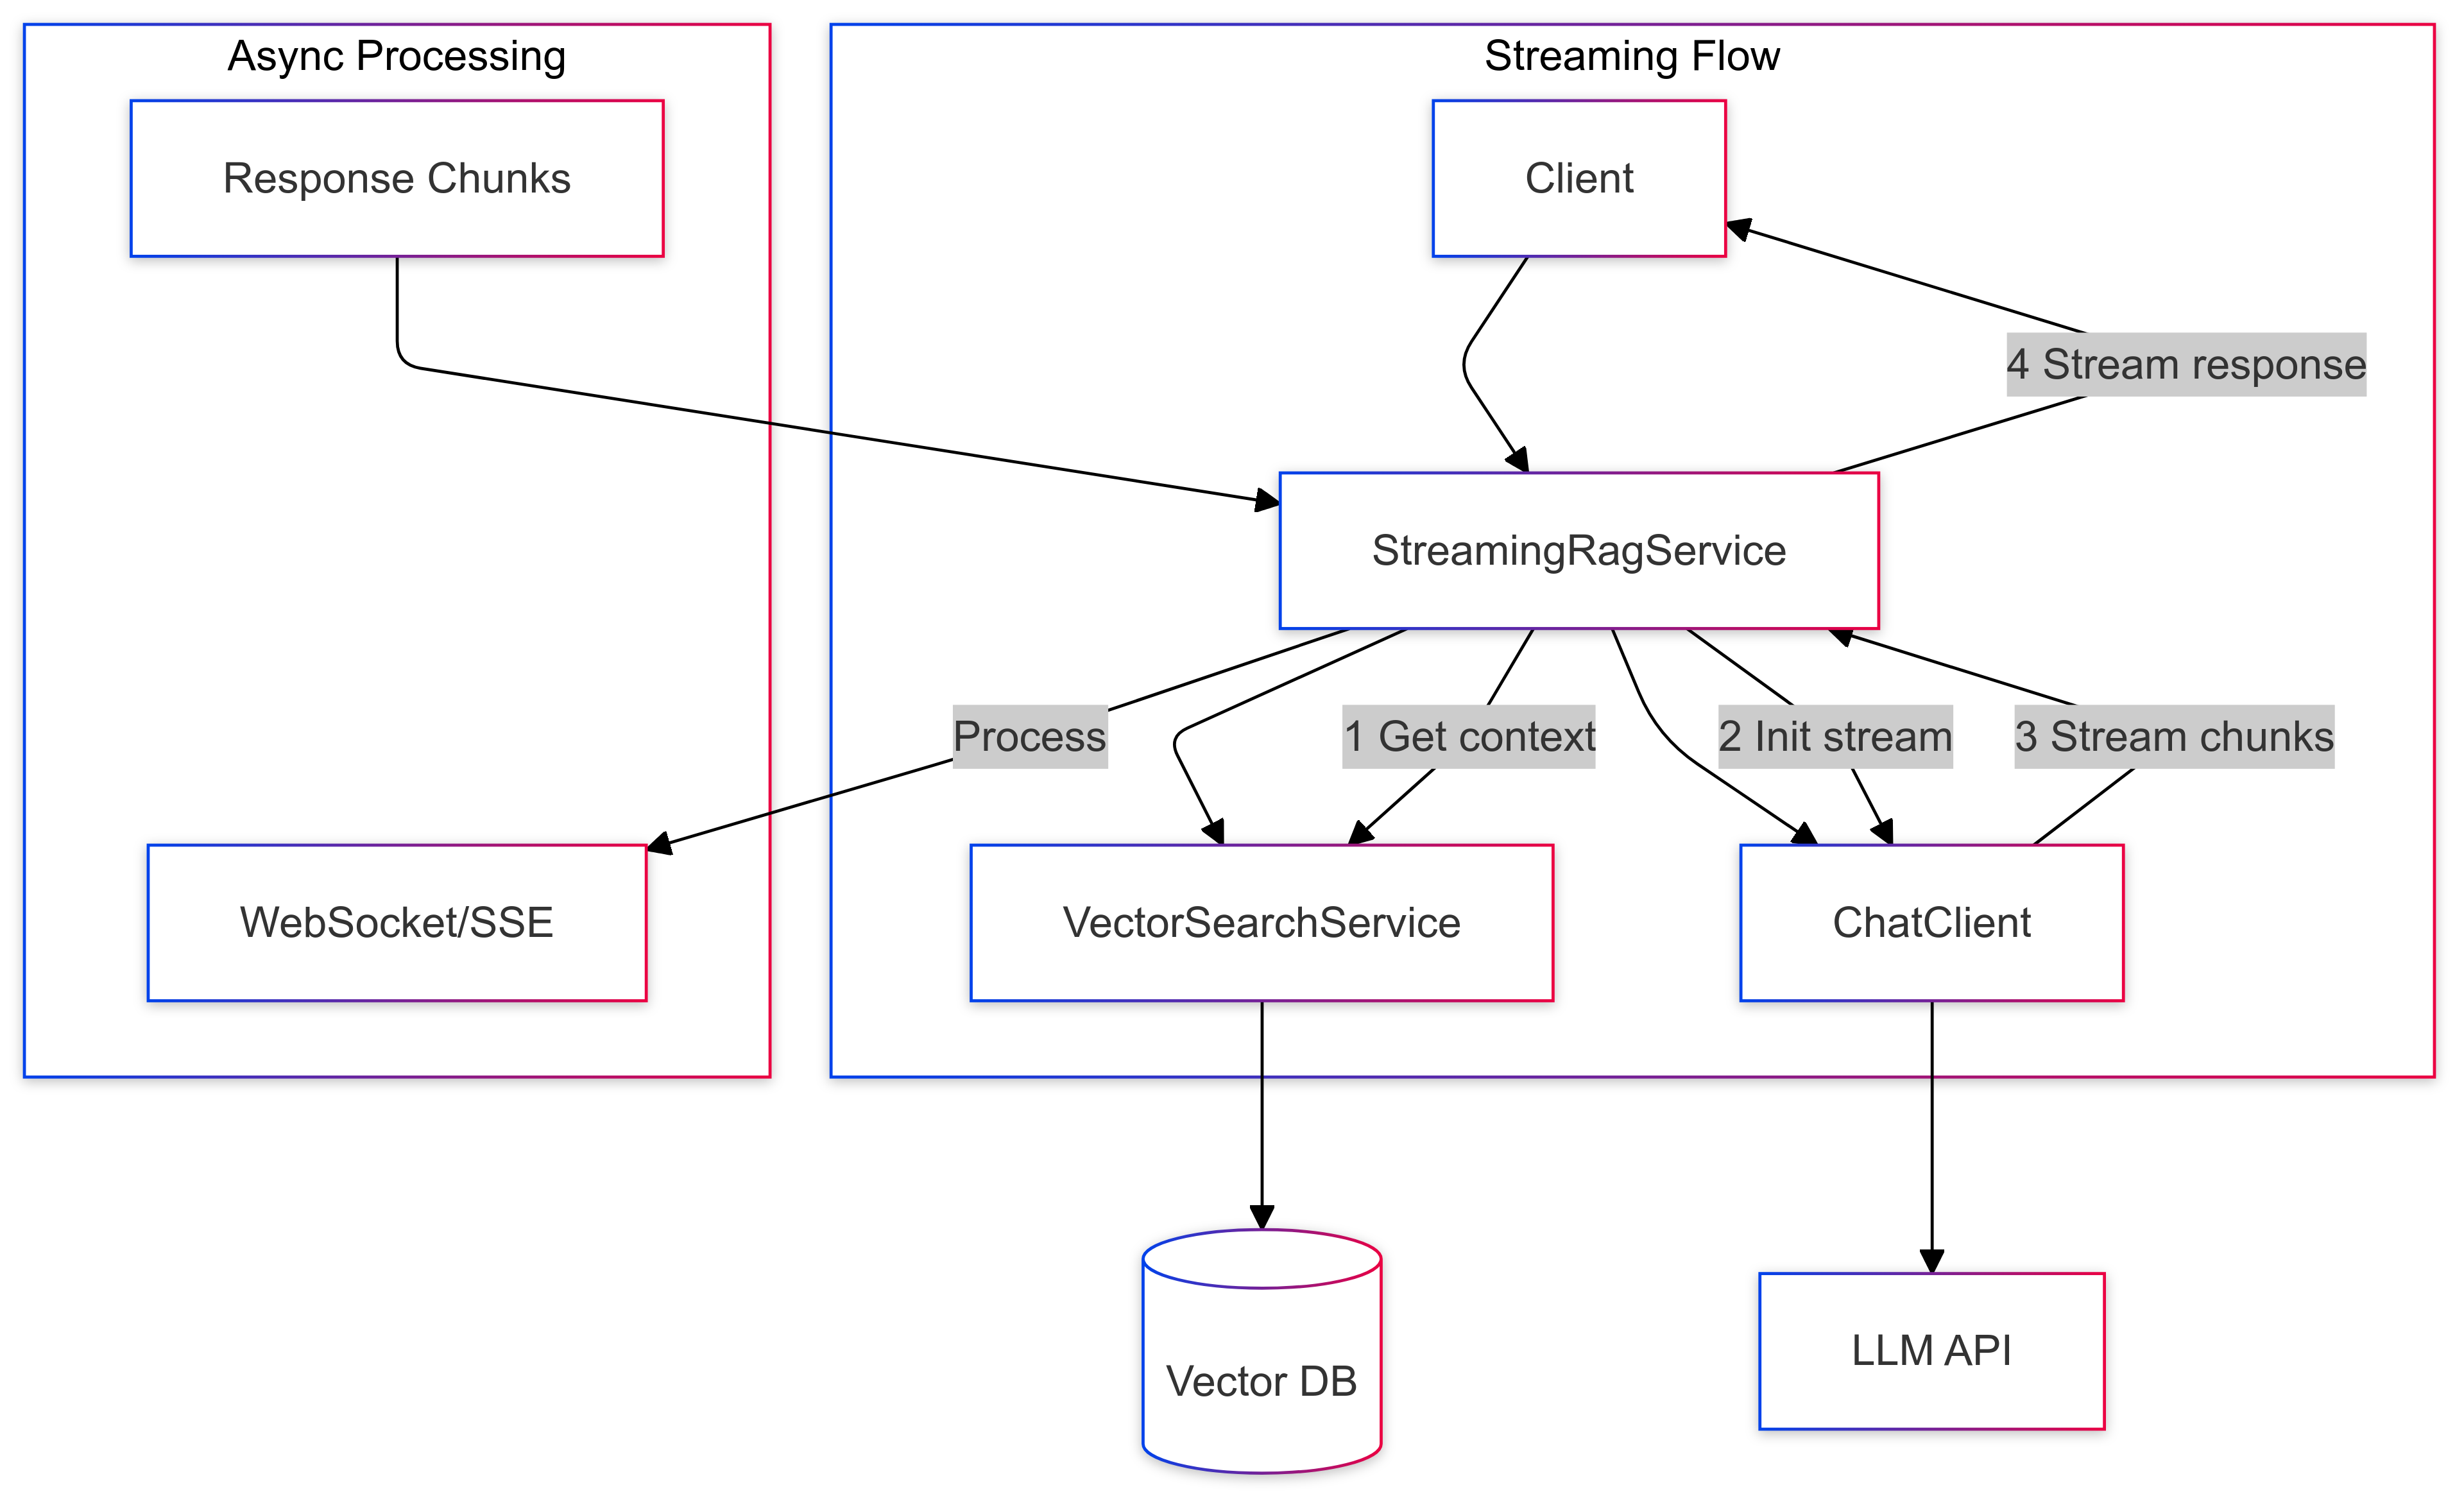 Async Processing
Streaming Flow
Response Chunks
Client
4 Stream response
StreamingRagService
Process
1 Get context
2 Init stream
3 Stream chunks
WebSocket/SSE
VectorSearchService
ChatClient
Vector DB
LLM API